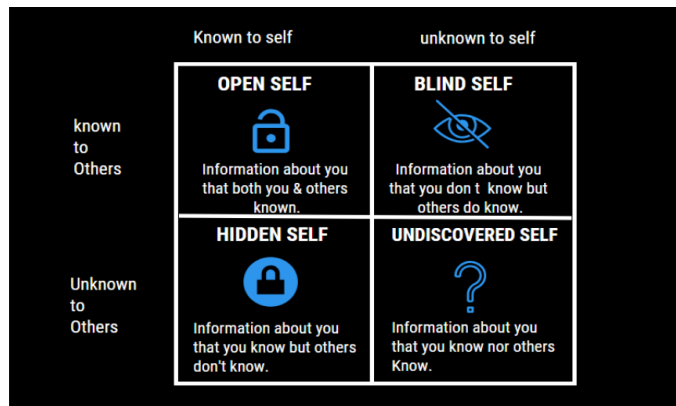 Known to self
unknown to self
known
to
Others
OPEN SELF
Information about you
that both you & others
known.
BLIND SELF
Information about you
that you don t know but
others do know.
Unknown
to
Others
HIDDEN SELF
Information about you
that you know but others
don't know.
UNDISCOVERED SELF
Information about you
that you know nor others
Know.